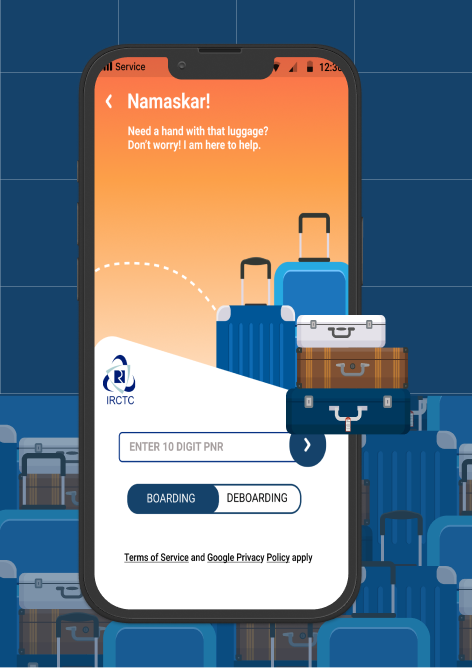 Service 12:30
Namaskar!
Need a hand with that luggage?
Don't worry! I am here to help.
IRCTC
ENTER 10 DIGIT PNR
BOARDING DEBOARDING
Terms of Service and Google Privacy Policy apply